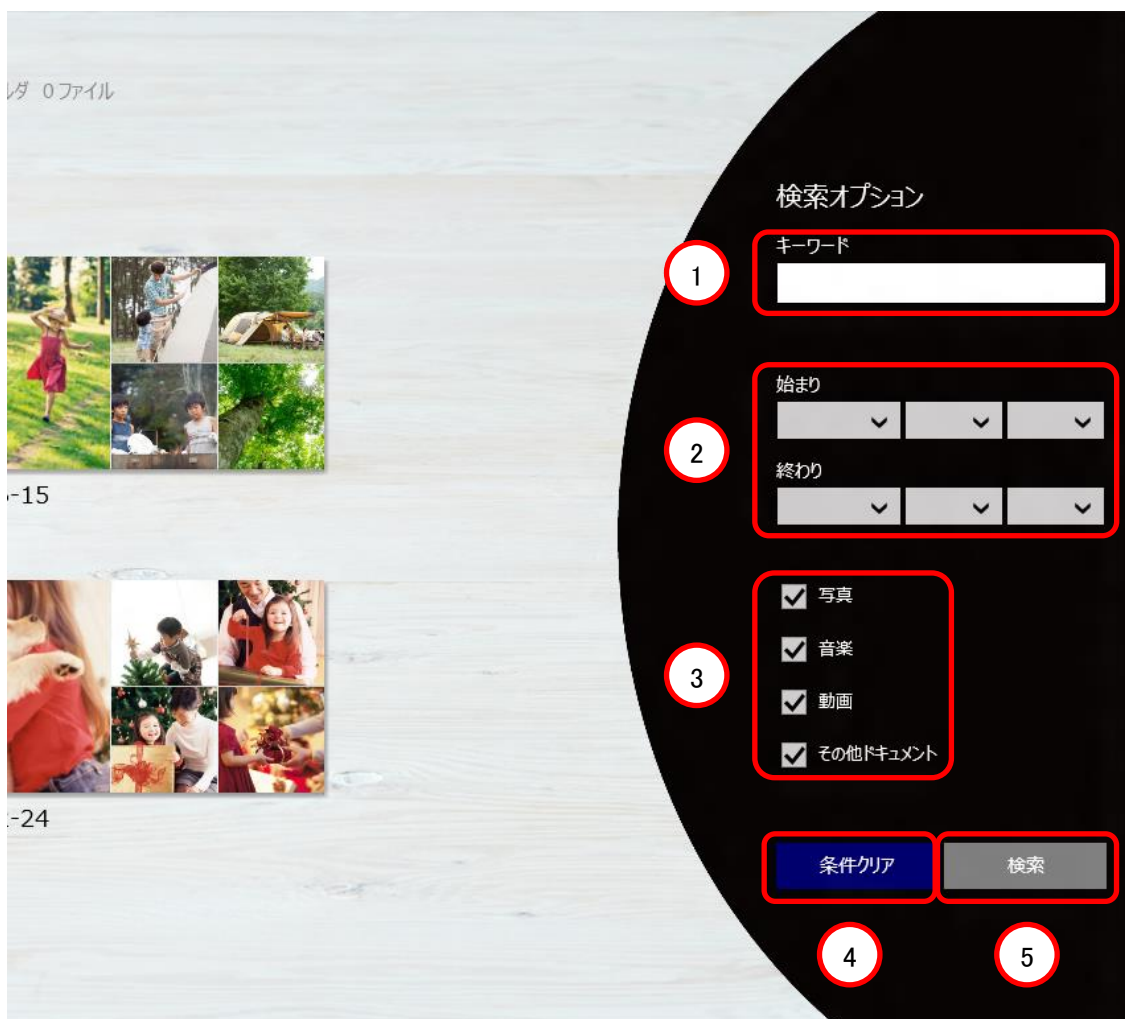 ルダ 0ファイル
検索オプション
キーワード
1
始まり
2
終わり
-15
写真
音楽
3
動画
その他ドキュメント
-24
条件クリア
検索
4
5